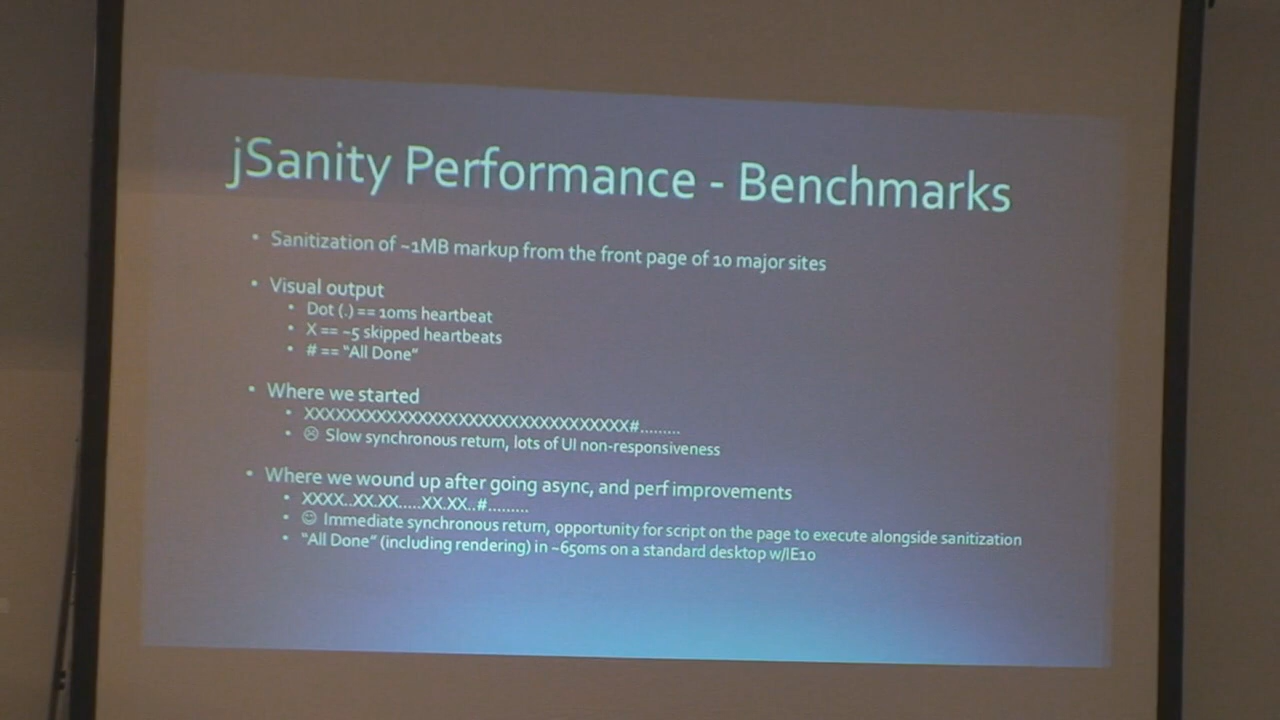 jSanity Performance - Benchmarks
• Sanitization of ~1MB markup from the front page of 10 major sites
• Visual output
• Dot (.) == 10ms heartbeat
• X == ~5 skipped heartbeats
• # == "All Done"
• Where we started
• XXXXXXXXXXXXXXXXXXXXXXXXXXXXXXXX#.........
• ☹ Slow synchronous return, lots of UI non-responsiveness
• Where we wound up after going async, and perf improvements
• XXXX..XX.XX.....XX.XX..#.........
• ☺ Immediate synchronous return, opportunity for script on the page to execute alongside sanitization
• "All Done" (including rendering) in ~650ms on a standard desktop w/IE10